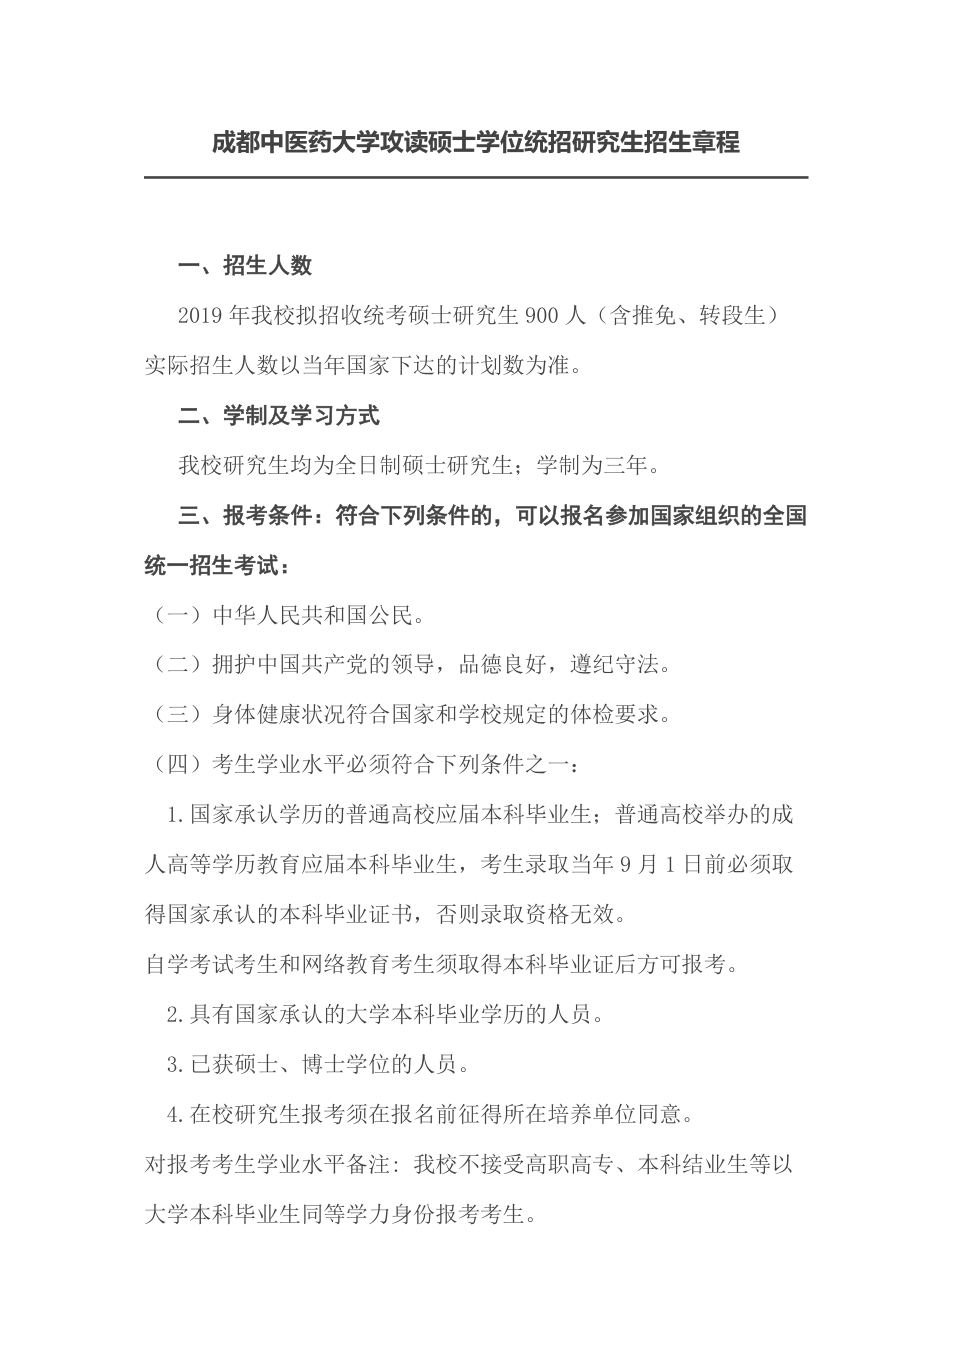 成都中医药大学攻读硕士学位统招研究生招生章程
一、招生人数
2019 年我校拟招收统考硕士研究生 900 人（含推免、转段生）
实际招生人数以当年国家下达的计划数为准。
二、学制及学习方式
我校研究生均为全日制硕士研究生；学制为三年。
三、报考条件：符合下列条件的，可以报名参加国家组织的全国
统一招生考试：
（一）中华人民共和国公民。
（二）拥护中国共产党的领导，品德良好，遵纪守法。
（三）身体健康状况符合国家和学校规定的体检要求。
（四）考生学业水平必须符合下列条件之一：
1.国家承认学历的普通高校应届本科毕业生；普通高校举办的成
人高等学历教育应届本科毕业生，考生录取当年 9 月 1 日前必须取
得国家承认的本科毕业证书，否则录取资格无效。
自学考试考生和网络教育考生须取得本科毕业证后方可报考。
2.具有国家承认的大学本科毕业学历的人员。
3.已获硕士、博士学位的人员。
4.在校研究生报考须在报名前征得所在培养单位同意。
对报考考生学业水平备注: 我校不接受高职高专、本科结业生等以
大学本科毕业生同等学力身份报考考生。